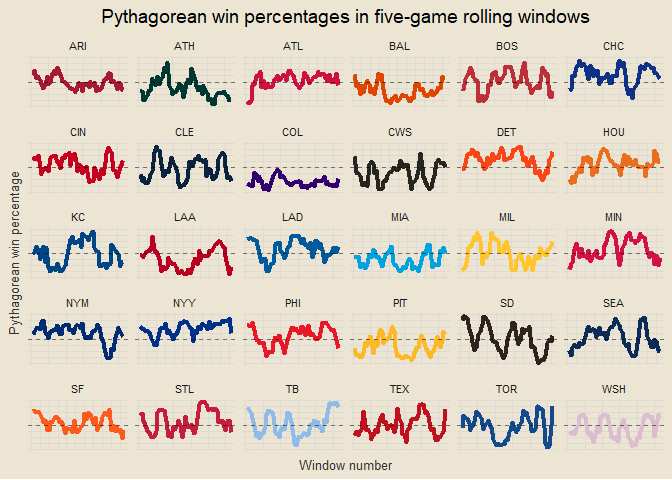 Pythagorean win percentages in five-game rolling windows
ARI ATH ATL BAL BOS CHC
CIN CLE COL CWS DET HOU
KC LAA LAD MIA MIL MIN
NYM NYY PHI PIT SD SEA
SF STL TB TEX TOR WSH
Pythagorean win percentage
Window number